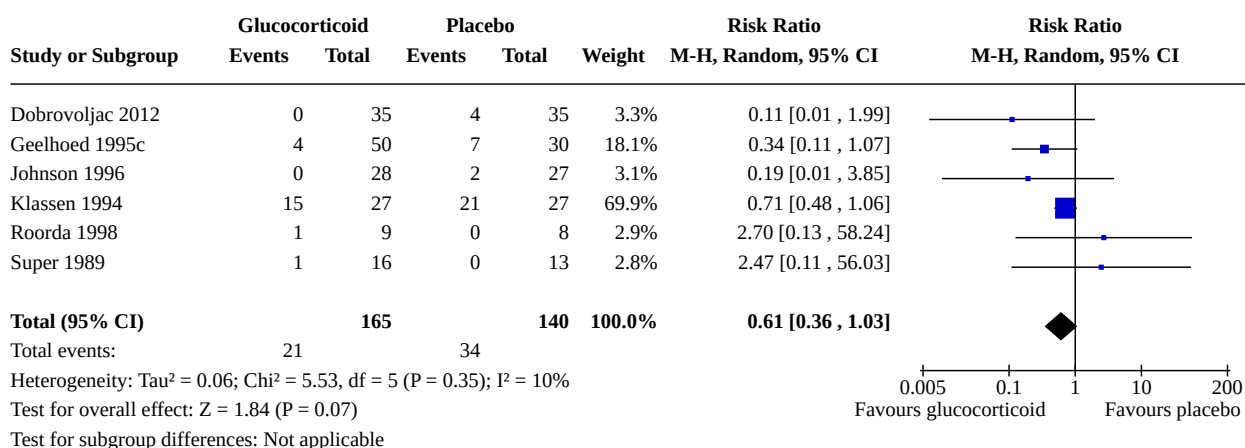 Glucocorticoid Placebo Risk Ratio Risk Ratio
Study or Subgroup Events Total Events Total Weight M-H, Random, 95% CI M-H, Random, 95% CI
Dobrovoljac 2012 0 35 4 35 3.3% 0.11 [0.01 , 1.99]
Geelhoed 1995c 4 50 7 30 18.1% 0.34 [0.11 , 1.07]
Johnson 1996 0 28 2 27 3.1% 0.19 [0.01 , 3.85]
Klassen 1994 15 27 21 27 69.9% 0.71 [0.48 , 1.06]
Roorda 1998 1 9 0 8 2.9% 2.70 [0.13 , 58.24]
Super 1989 1 16 0 13 2.8% 2.47 [0.11 , 56.03]
Total (95% CI) 165 140 100.0% 0.61 [0.36 , 1.03]
Total events: 21 34
Heterogeneity: Tau² = 0.06; Chi² = 5.53, df = 5 (P = 0.35); I² = 10%
0.005 0.1 1 10 200
Test for overall effect: Z = 1.84 (P = 0.07) Favours glucocorticoid Favours placebo
Test for subgroup differences: Not applicable